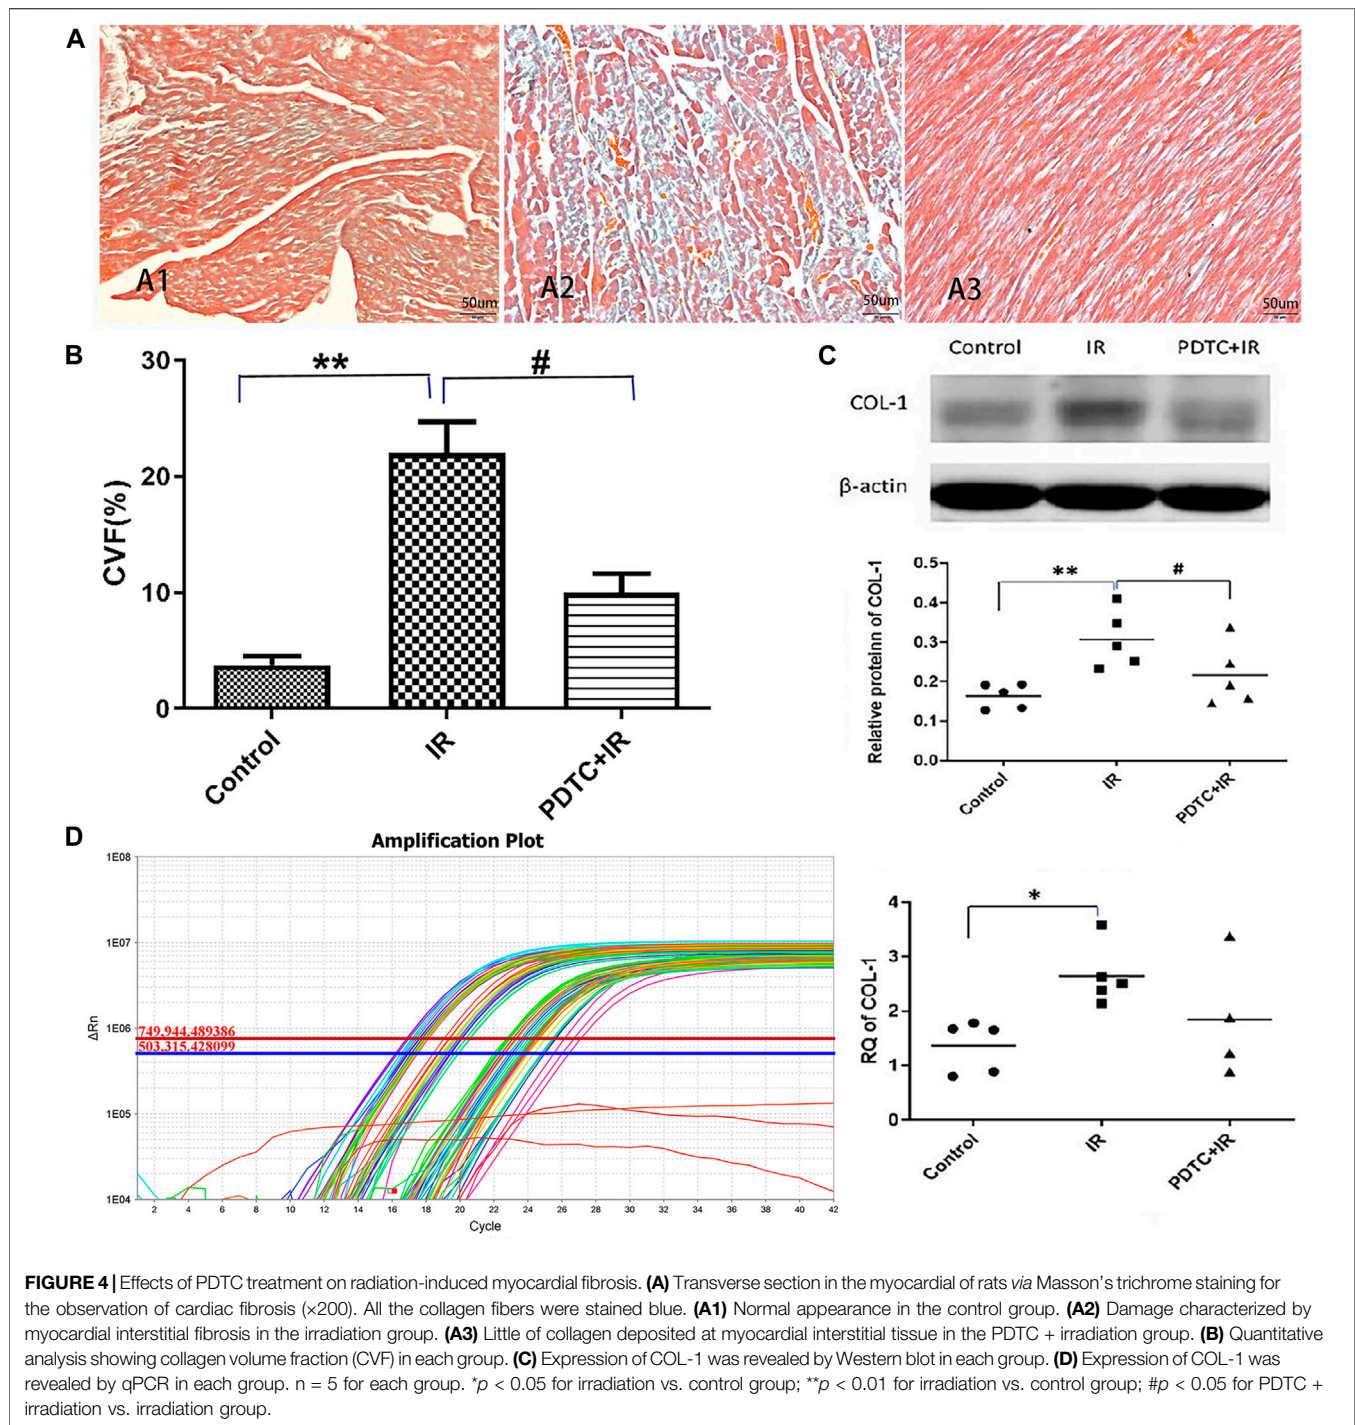 A
A1
50um
A2
50um
A3
50um
B
30
20
10
0
CVF(%)
**
#
Control
IR
PDTC+IR
C
Control IR PDTC+IR
COL-1
β-actin
0.5
0.4
0.3
0.2
0.1
0.0
Relative proteinn of COL-1
**
#
Control
IR
PDTC+IR
D
Amplification Plot
1E08
1E07
1E06
1E05
1E04
ΔRn
749,944.489386
503,315.428099
2 4 6 8 10 12 14 16 18 20 22 24 26 28 30 32 34 36 38 40 42
Cycle
4
3
2
1
0
RQ of COL-1
*
Control
IR
PDTC+IR
FIGURE 4 | Effects of PDTC treatment on radiation-induced myocardial fibrosis. (A) Transverse section in the myocardial of rats via Masson's trichrome staining for
the observation of cardiac fibrosis (×200). All the collagen fibers were stained blue. (A1) Normal appearance in the control group. (A2) Damage characterized by
myocardial interstitial fibrosis in the irradiation group. (A3) Little of collagen deposited at myocardial interstitial tissue in the PDTC + irradiation group. (B) Quantitative
analysis showing collagen volume fraction (CVF) in each group. (C) Expression of COL-1 was revealed by Western blot in each group. (D) Expression of COL-1 was
revealed by qPCR in each group. n = 5 for each group. *p < 0.05 for irradiation vs. control group; **p < 0.01 for irradiation vs. control group; #p < 0.05 for PDTC +
irradiation vs. irradiation group.